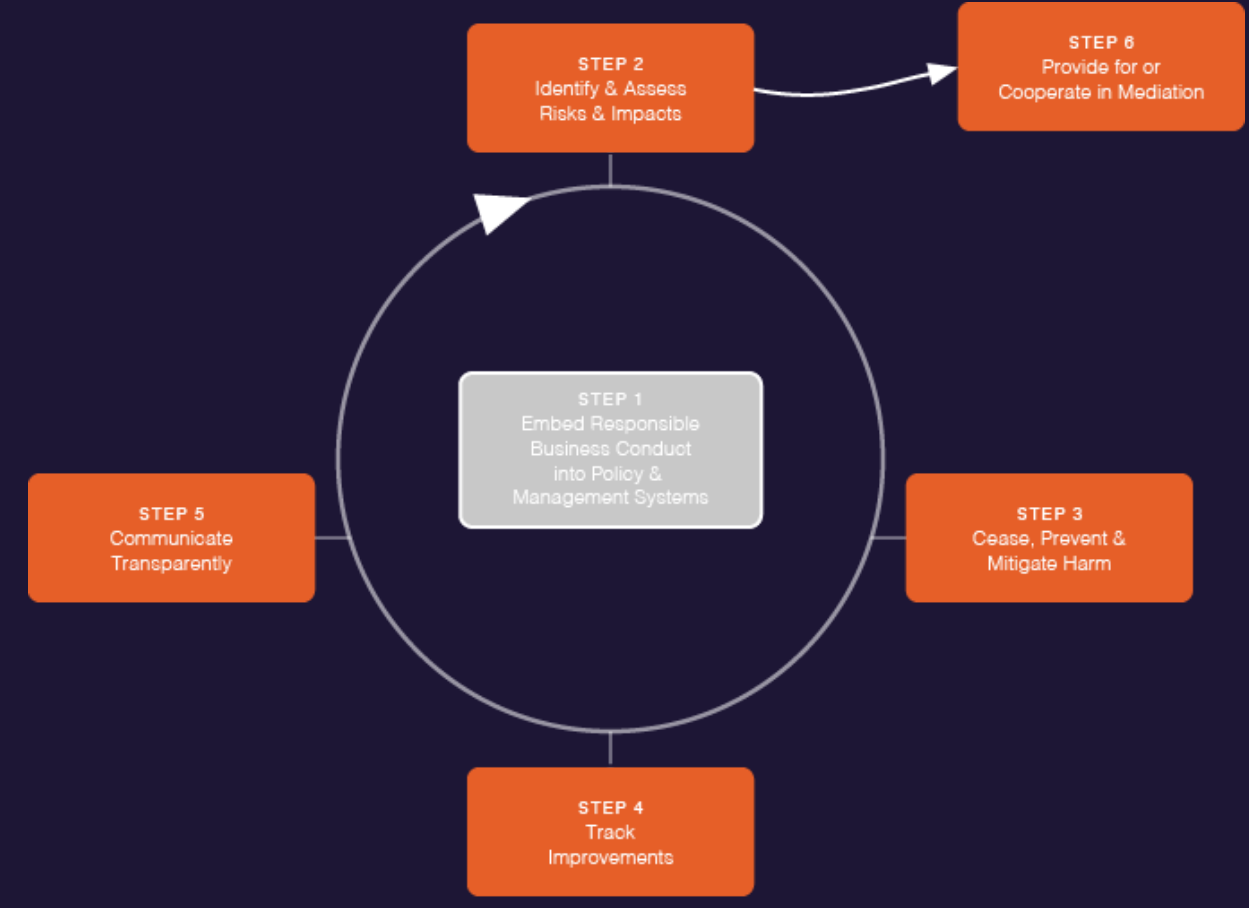 STEP 2
Identify & Assess
Risks & Impacts
STEP 6
Provide for or
Cooperate in Mediation
STEP 1
Embed Responsible
Business Conduct
into Policy &
Management Systems
STEP 5
Communicate
Transparently
STEP 3
Cease, Prevent &
Mitigate Harm
STEP 4
Track
Improvements